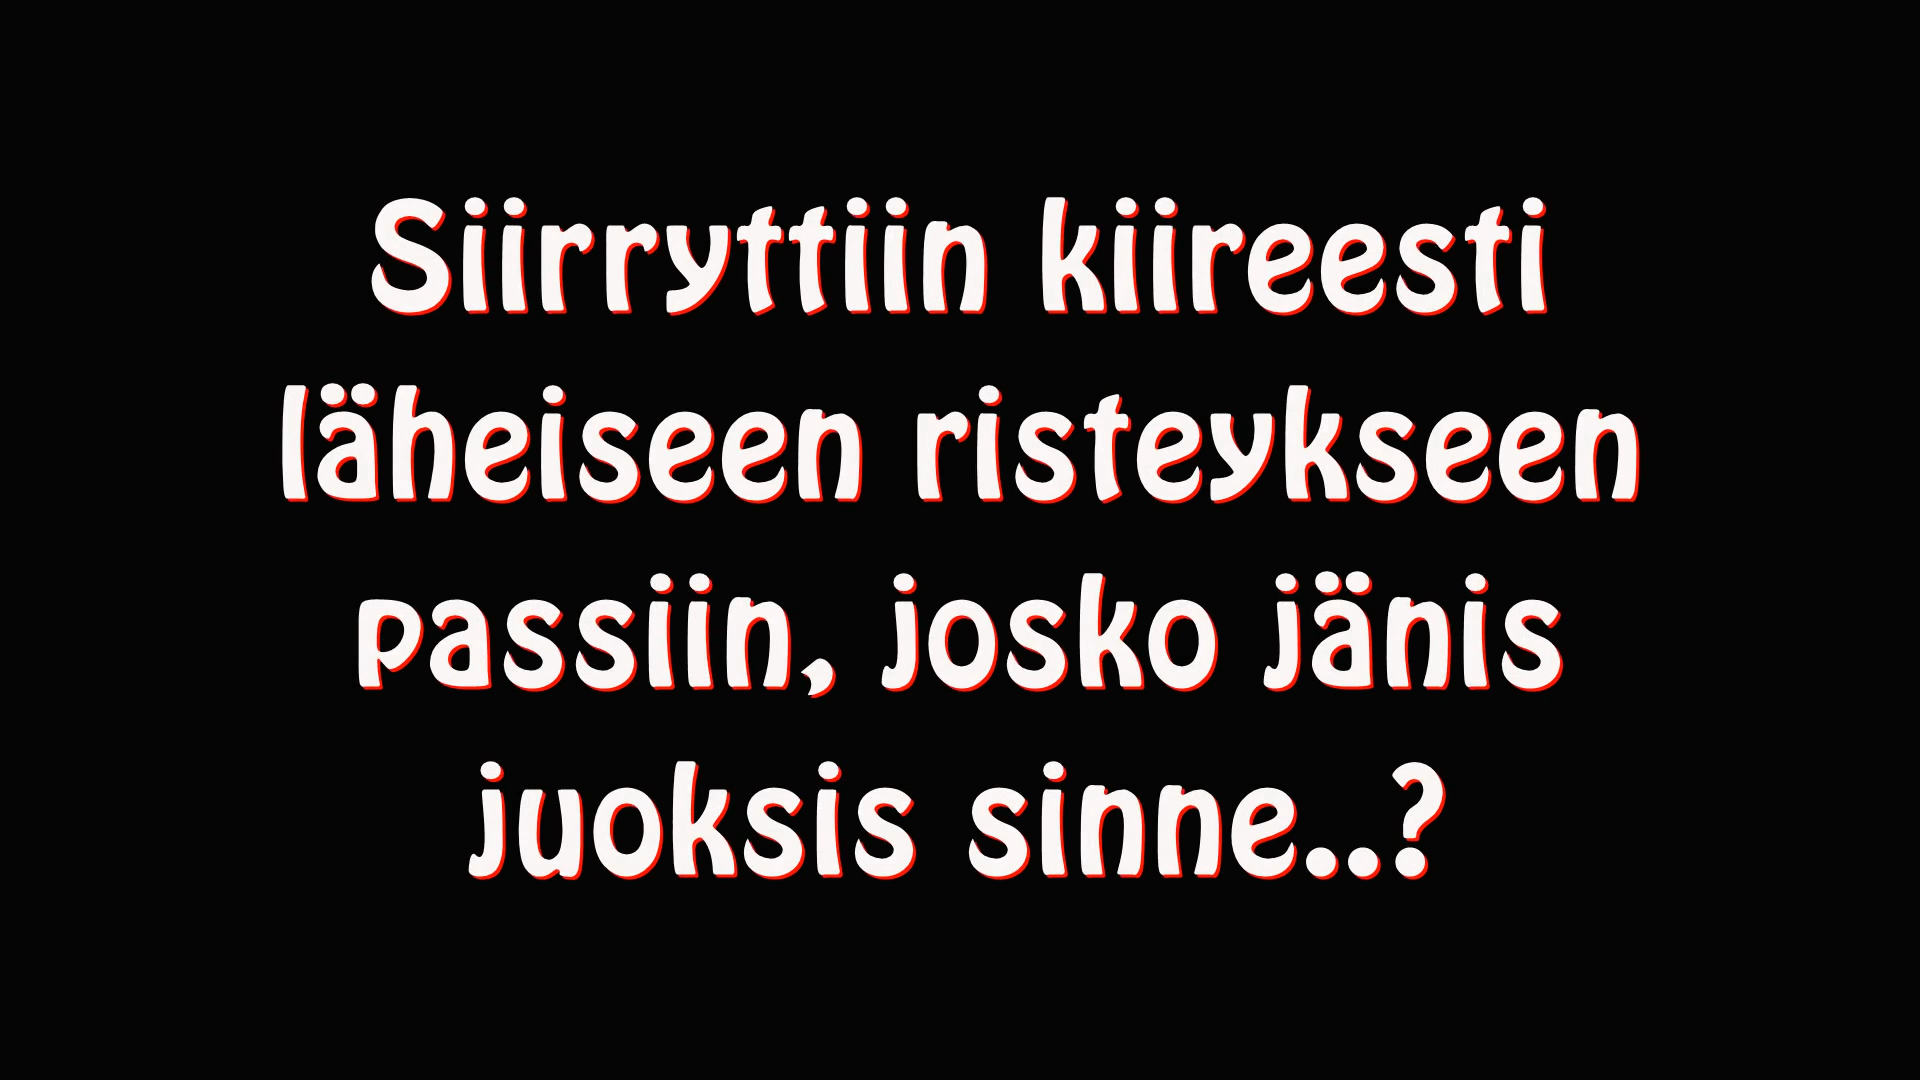 Siirryttiin kiireesti
läheiseen risteykseen
passiin, josko jänis
juoksis sinne..?